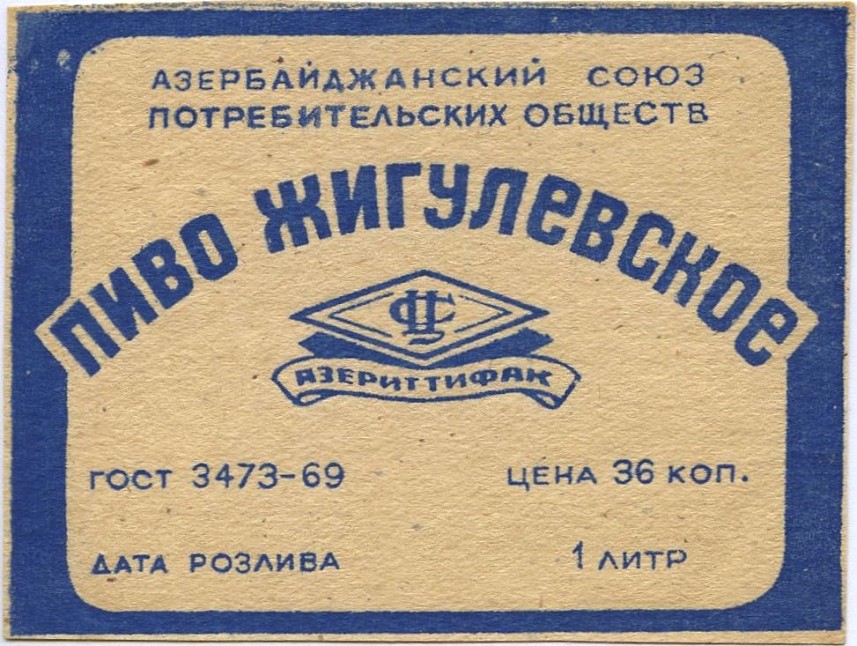 АЗЕРБАЙДЖАНСКИЙ СОЮЗ
ПОТРЕБИТЕЛЬСКИХ ОБЩЕСТВ
ПИВО ЖИГУЛЕВСКОЕ
АЗЕРИТТИФАК
ГОСТ 3473-69
ЦЕНА 36 КОП.
ДАТА РОЗЛИВА
1 ЛИТР